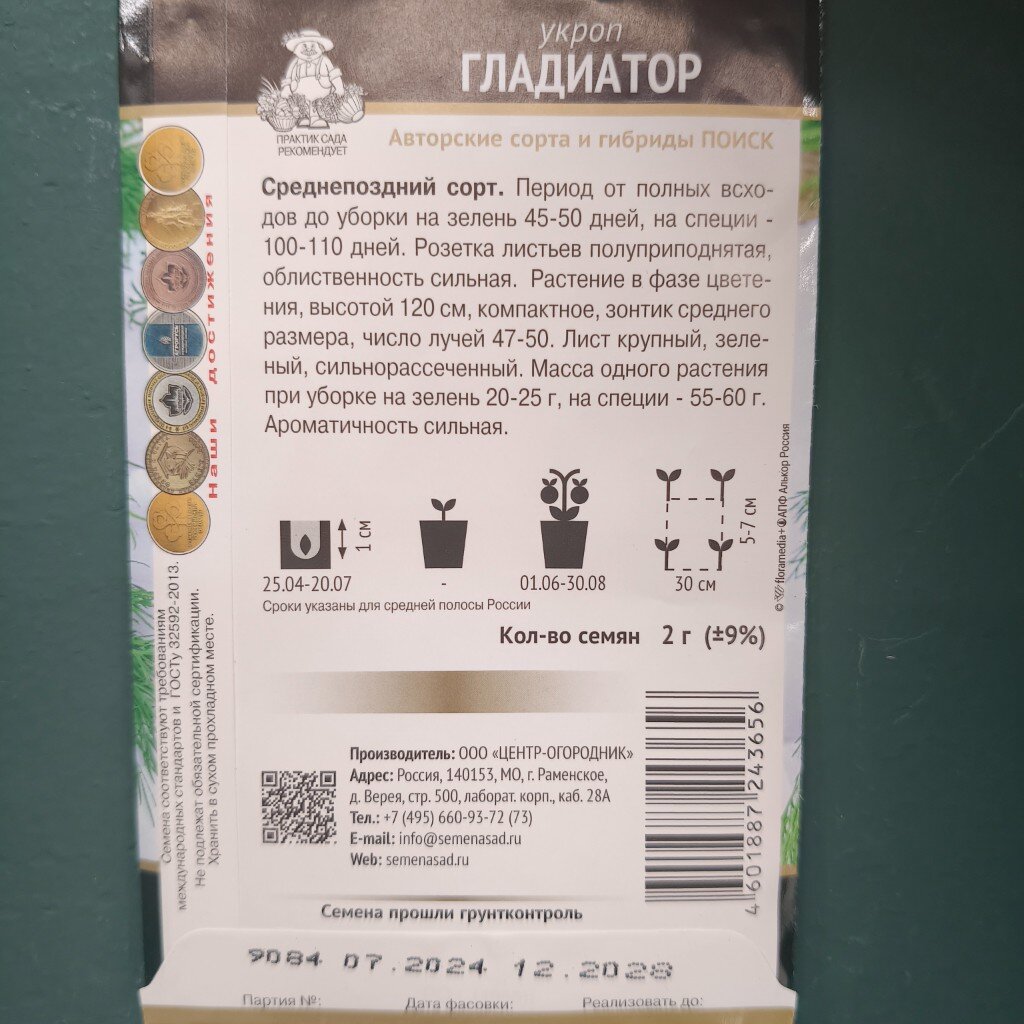 укроп
ГЛАДИАТОР
ПРАКТИК САДА
РЕКОМЕНДУЕТ
Авторские сорта и гибриды ПОИСК
Среднепоздний сорт. Период от полных всхо-
дов до уборки на зелень 45-50 дней, на специи -
100-110 дней. Розетка листьев полуприподнятая,
облиственность сильная. Растение в фазе цвете-
ния, высотой 120 см, компактное, зонтик среднего
размера, число лучей 47-50. Лист крупный, зеле-
ный, сильнорассеченный. Масса одного растения
при уборке на зелень 20-25 г, на специи - 55-60 г.
Ароматичность сильная.
Наши достижения
1 см
5-7 см
25.04-20.07
-
01.06-30.08
30 см
Сроки указаны для средней полосы России
© floramedia+ АПФ Алькор Россия
Кол-во семян 2 г (±9%)
Семена соответствуют требованиям
международных стандартов и ГОСТу 32592-2013.
Не подлежат обязательной сертификации.
Хранить в сухом прохладном месте.
Производитель: ООО «ЦЕНТР-ОГОРОДНИК»
Адрес: Россия, 140153, МО, г. Раменское,
д. Верея, стр. 500, лаборат. корп., каб. 28А
Тел.: +7 (495) 660-93-72 (73)
E-mail: info@semenasad.ru
Web: semenasad.ru
4 601887 243656
Семена прошли грунтконтроль
9084 07.2024 12.2028
Партия №: Дата фасовки: Реализовать до: